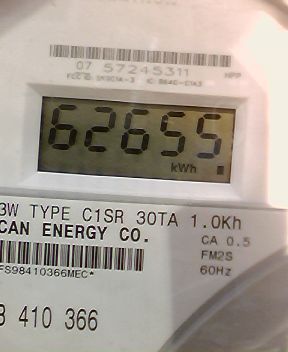 07 57245311
HPP
62655
kWh
3W TYPE C1SR 30TA 1.0Kh
CAN ENERGY CO.
CA 0.5
FM2S
60Hz
FS98410366MEC*
410 366